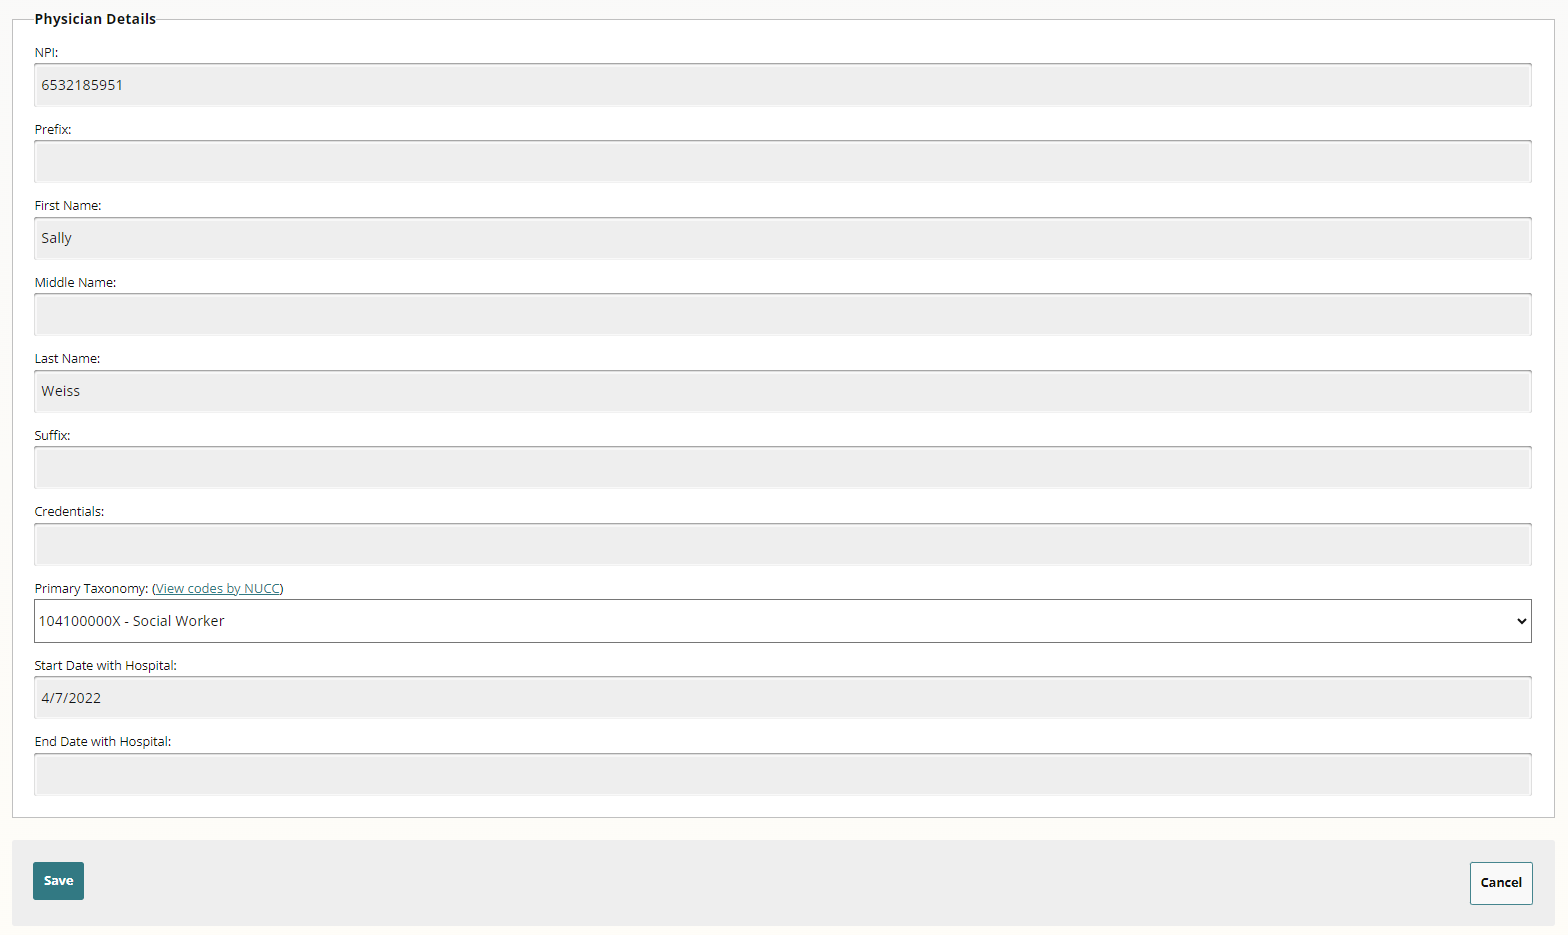 Physician Details
NPI:
6532185951
Prefix:
First Name:
Sally
Middle Name:
Last Name:
Weiss
Suffix:
Credentials:
Primary Taxonomy: (View codes by NUCC)
104100000X - Social Worker
Start Date with Hospital:
4/7/2022
End Date with Hospital:
Save
Cancel